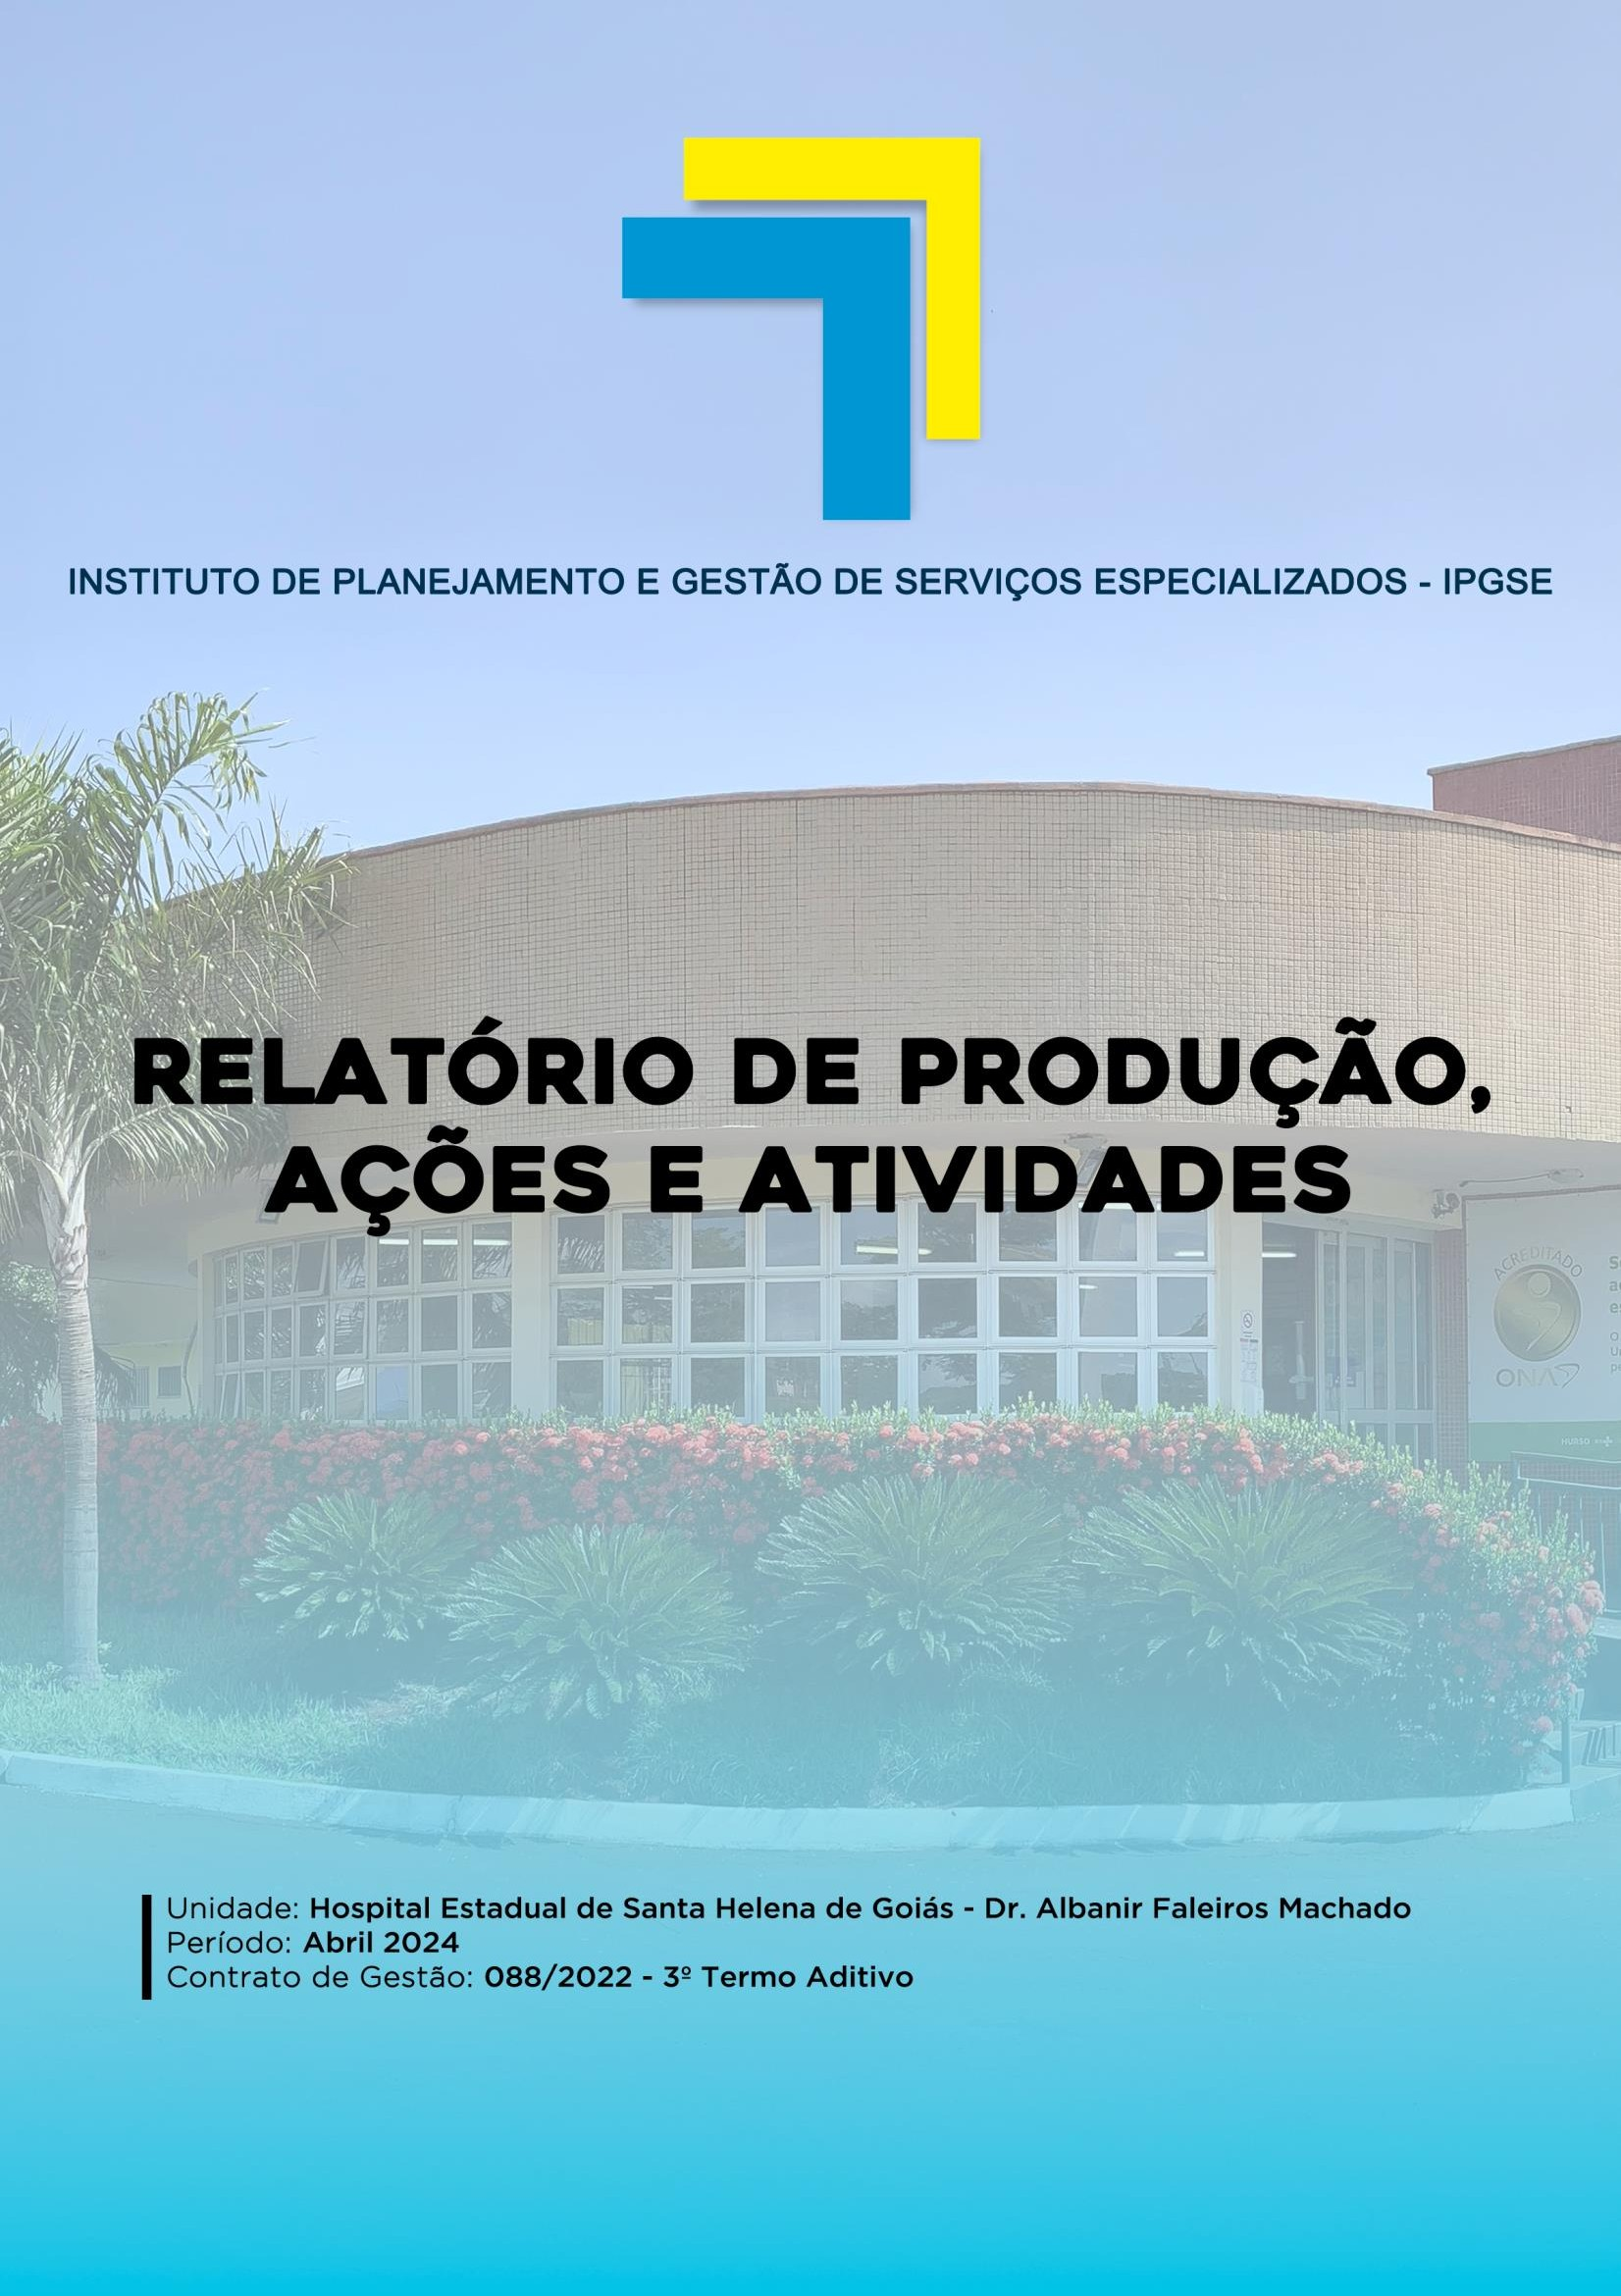 INSTITUTO DE PLANEJAMENTO E GESTÃO DE SERVIÇOS ESPECIALIZADOS - IPGSE
RELATÓRIO DE PRODUÇÃO,
AÇÕES E ATIVIDADES
ACREDITADO
ONA
HURSO
Unidade: Hospital Estadual de Santa Helena de Goiás - Dr. Albanir Faleiros Machado
Período: Abril 2024
Contrato de Gestão: 088/2022 - 3º Termo Aditivo